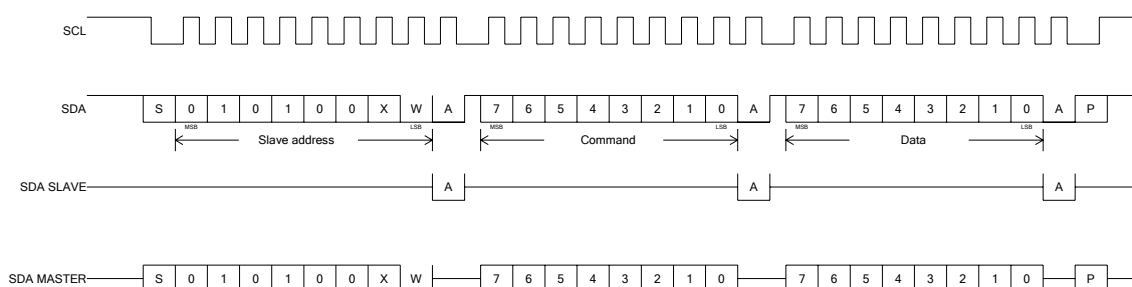 SCL
SDA S 0 1 0 1 0 0 X W A 7 6 5 4 3 2 1 0 A 7 6 5 4 3 2 1 0 A P
MSB LSB MSB LSB MSB LSB
Slave address Command Data
SDA SLAVE A A A
SDA MASTER S 0 1 0 1 0 0 X W 7 6 5 4 3 2 1 0 7 6 5 4 3 2 1 0 P